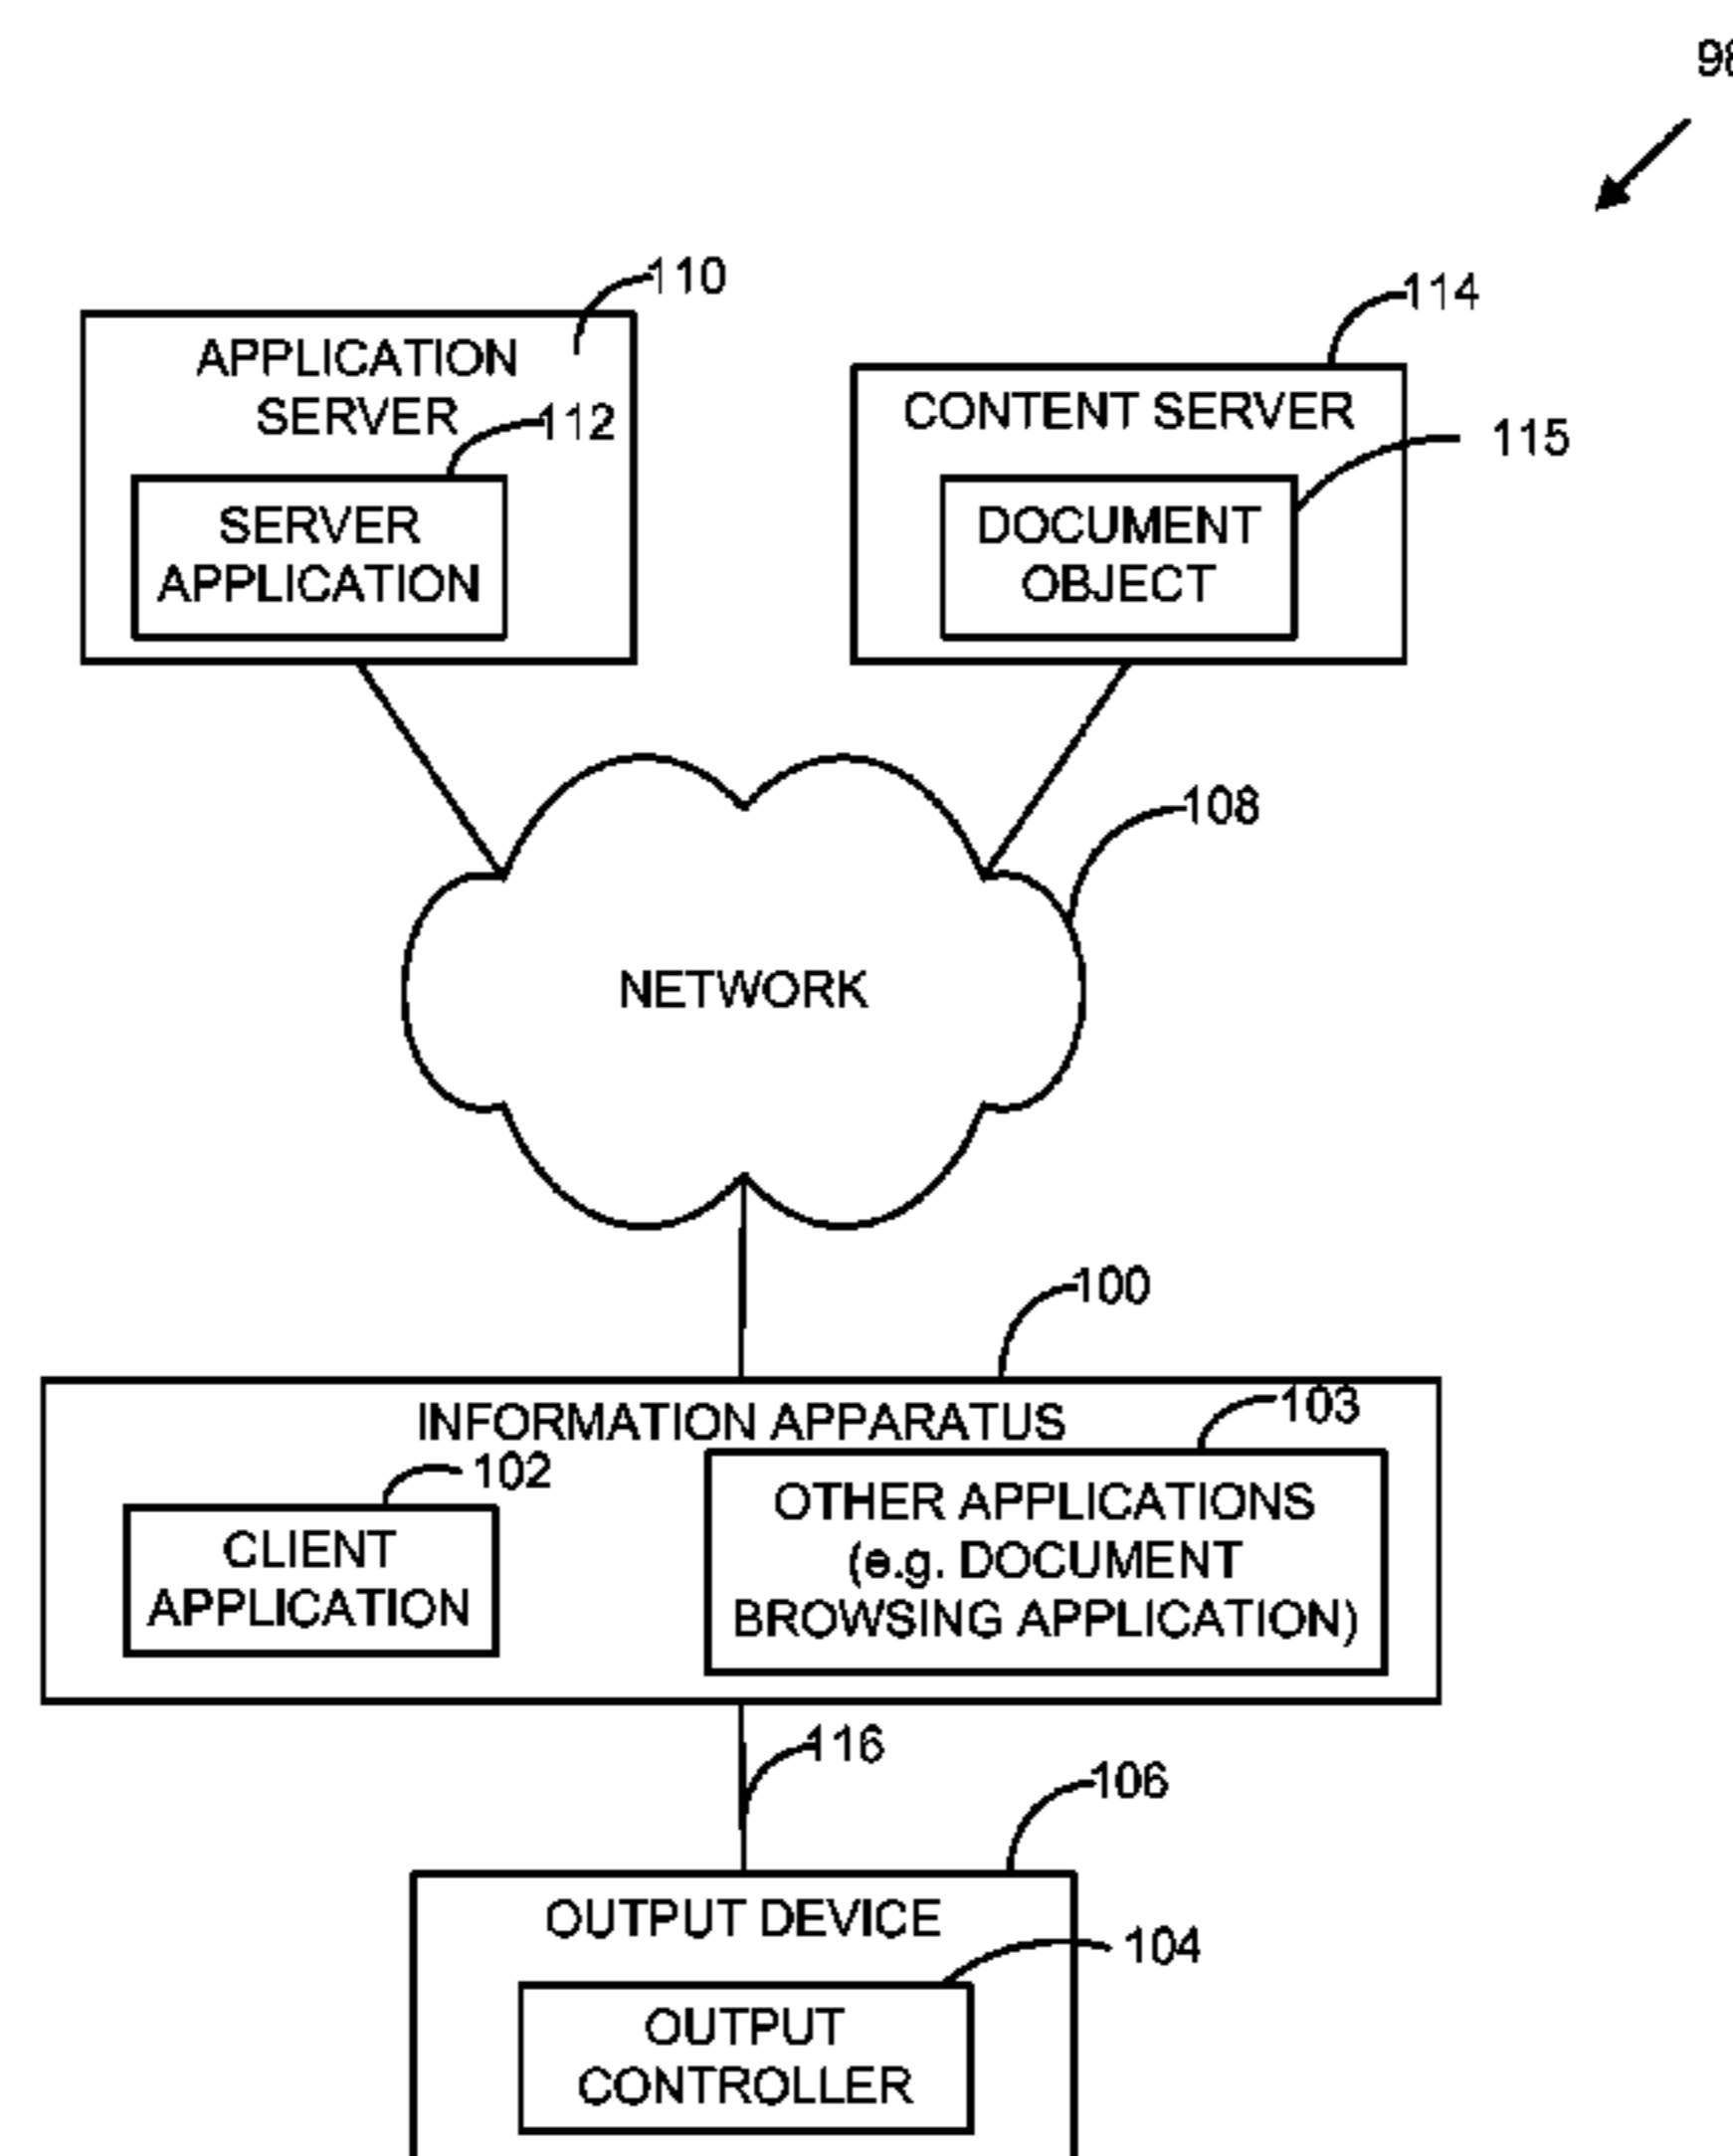 98
110
APPLICATION
SERVER
112
SERVER
APPLICATION
114
CONTENT SERVER
115
DOCUMENT
OBJECT
108
NETWORK
100
INFORMATION APPARATUS
103
102
CLIENT
APPLICATION
OTHER APPLICATIONS
(e.g. DOCUMENT
BROWSING APPLICATION)
116
106
OUTPUT DEVICE
104
OUTPUT
CONTROLLER